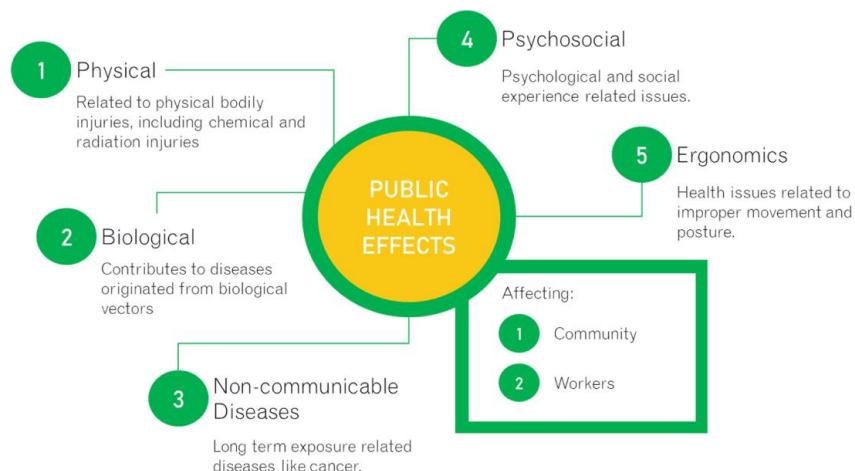 1
Physical
Related to physical bodily
injuries, including chemical and
radiation injuries
2
Biological
Contributes to diseases
originated from biological
vectors
3
Non-communicable
Diseases
Long term exposure related
diseases like cancer.
4
Psychosocial
Psychological and social
experience related issues.
5
Ergonomics
Health issues related to
improper movement and
posture.
PUBLIC
HEALTH
EFFECTS
Affecting:
1 Community
2 Workers